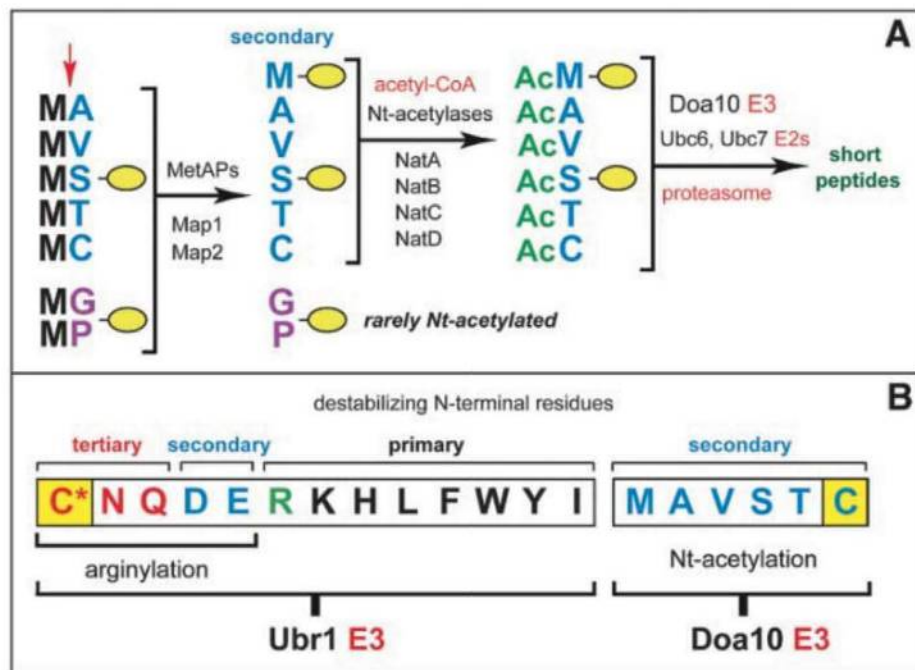 A
secondary
MA
MV
MS
MT
MC
MG
MP
MetAPs
Map1
Map2
M
A
V
S
T
C
G
P
rarely Nt-acetylated
acetyl-CoA
Nt-acetylases
NatA
NatB
NatC
NatD
AcM
AcA
AcV
AcS
AcT
AcC
Doa10 E3
Ubc6, Ubc7 E2s
proteasome
short
peptides
B
destabilizing N-terminal residues
tertiary secondary primary secondary
C* N Q D E R K H L F W Y I M A V S T C
arginylation Nt-acetylation
Ubr1 E3 Doa10 E3